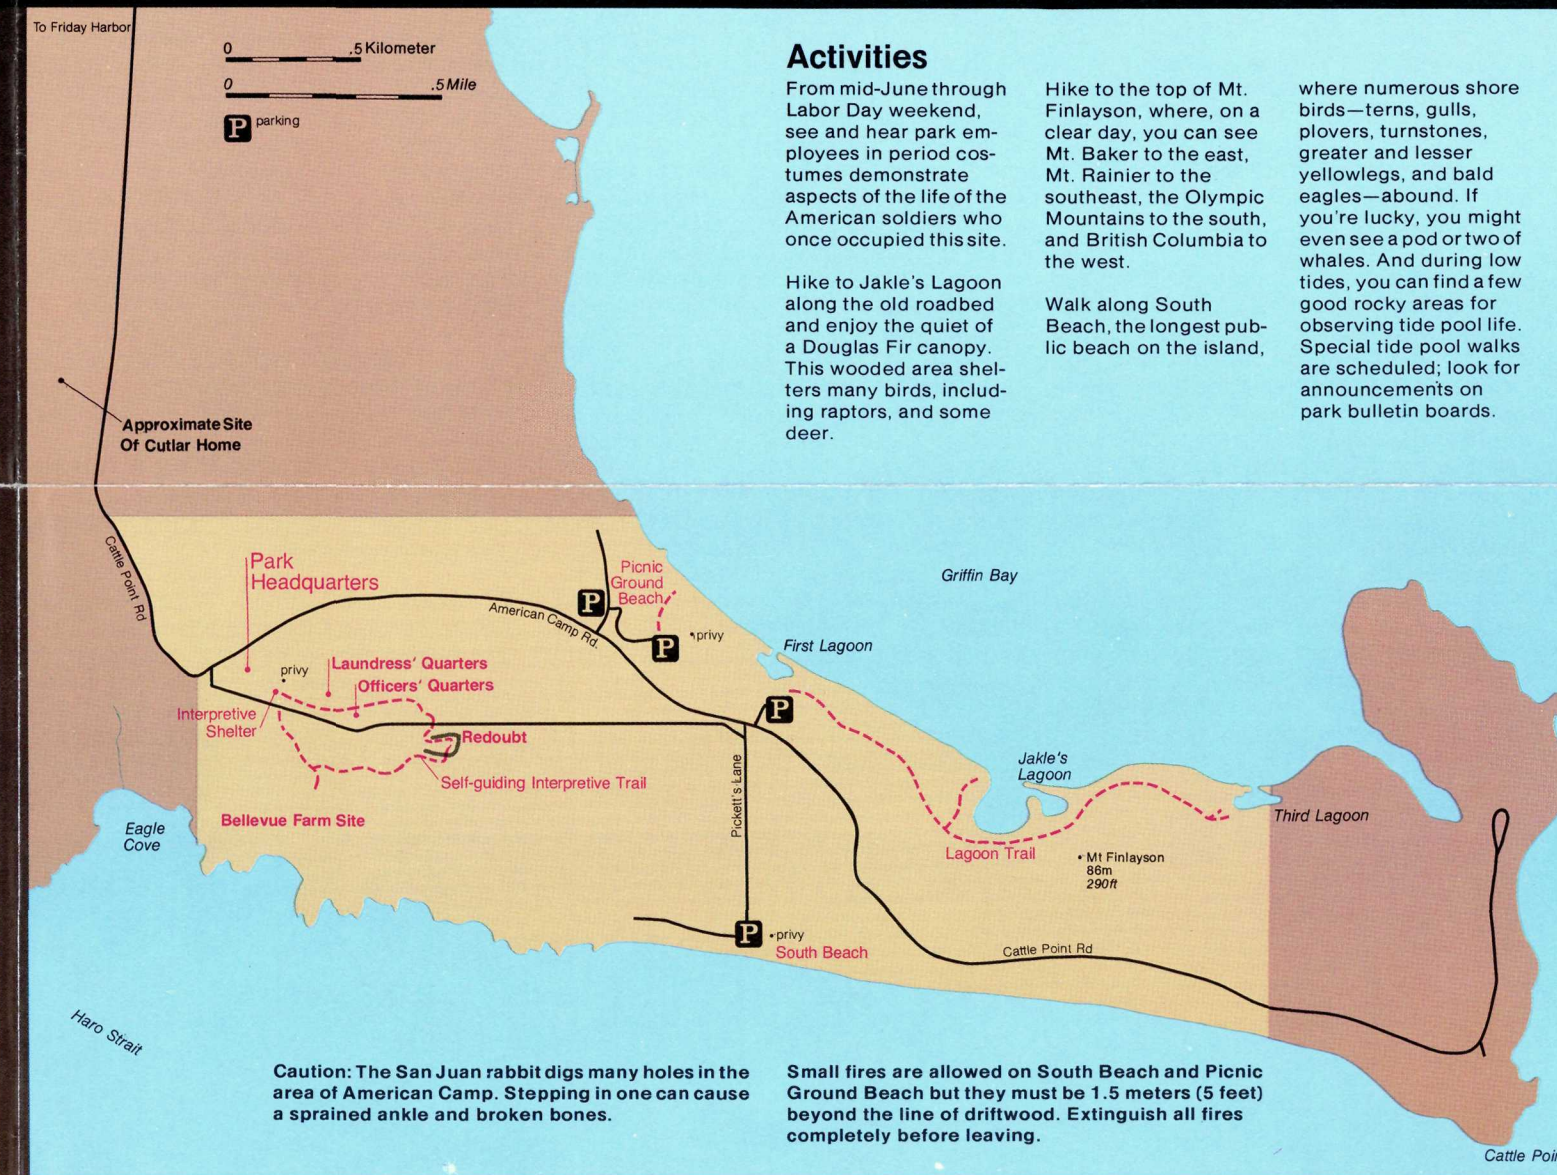 To Friday Harbor
0 .5 Kilometer
0 .5 Mile
P parking
Activities
From mid-June through
Labor Day weekend,
see and hear park em-
ployees in period cos-
tumes demonstrate
aspects of the life of the
American soldiers who
once occupied this site.
Hike to Jakle's Lagoon
along the old roadbed
and enjoy the quiet of
a Douglas Fir canopy.
This wooded area shel-
ters many birds, includ-
ing raptors, and some
deer.
Hike to the top of Mt.
Finlayson, where, on a
clear day, you can see
Mt. Baker to the east,
Mt. Rainier to the
southeast, the Olympic
Mountains to the south,
and British Columbia to
the west.
Walk along South
Beach, the longest pub-
lic beach on the island,
where numerous shore
birds—terns, gulls,
plovers, turnstones,
greater and lesser
yellowlegs, and bald
eagles—abound. If
you're lucky, you might
even see a pod or two of
whales. And during low
tides, you can find a few
good rocky areas for
observing tide pool life.
Special tide pool walks
are scheduled; look for
announcements on
park bulletin boards.
Approximate Site
Of Cutlar Home
Cattle Point Rd
Park
Headquarters
American Camp Rd.
Picnic
Ground
Beach
P
P
privy
Griffin Bay
First Lagoon
privy
Laundress' Quarters
Officers' Quarters
Interpretive
Shelter
Redoubt
Self-guiding Interpretive Trail
Bellevue Farm Site
P
Pickett's Lane
Jakle's
Lagoon
Lagoon Trail
Third Lagoon
Mt Finlayson
86m
290ft
Eagle
Cove
P
privy
South Beach
Cattle Point Rd
Haro Strait
Caution: The San Juan rabbit digs many holes in the
area of American Camp. Stepping in one can cause
a sprained ankle and broken bones.
Small fires are allowed on South Beach and Picnic
Ground Beach but they must be 1.5 meters (5 feet)
beyond the line of driftwood. Extinguish all fires
completely before leaving.
Cattle Poi